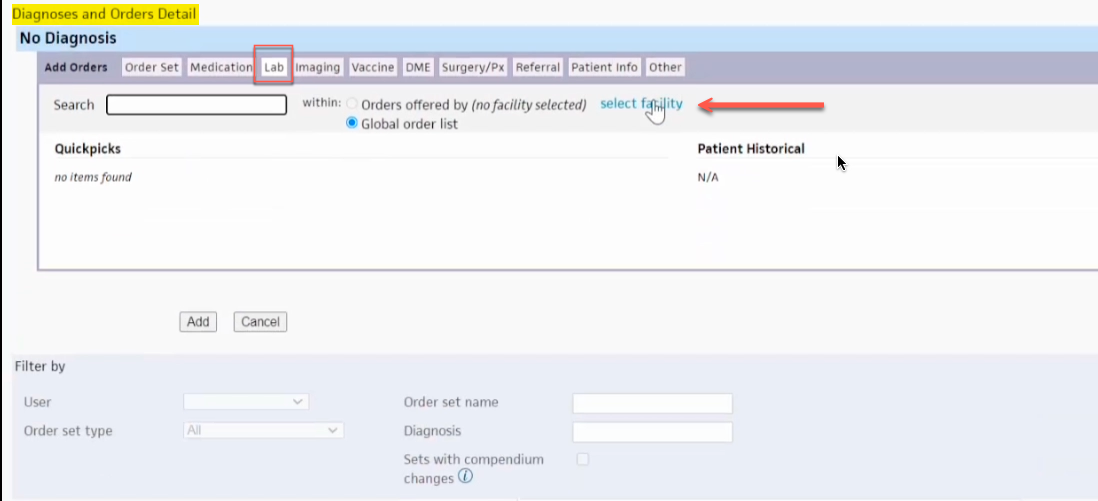 Diagnoses and Orders Detail
No Diagnosis
Add Orders Order Set Medication Lab Imaging Vaccine DME Surgery/Px Referral Patient Info Other
Search within: Orders offered by (no facility selected) select facility
Global order list
Quickpicks Patient Historical
no items found N/A
Add Cancel
Filter by
User Order set name
Order set type All Diagnosis
Sets with compendium
changes i